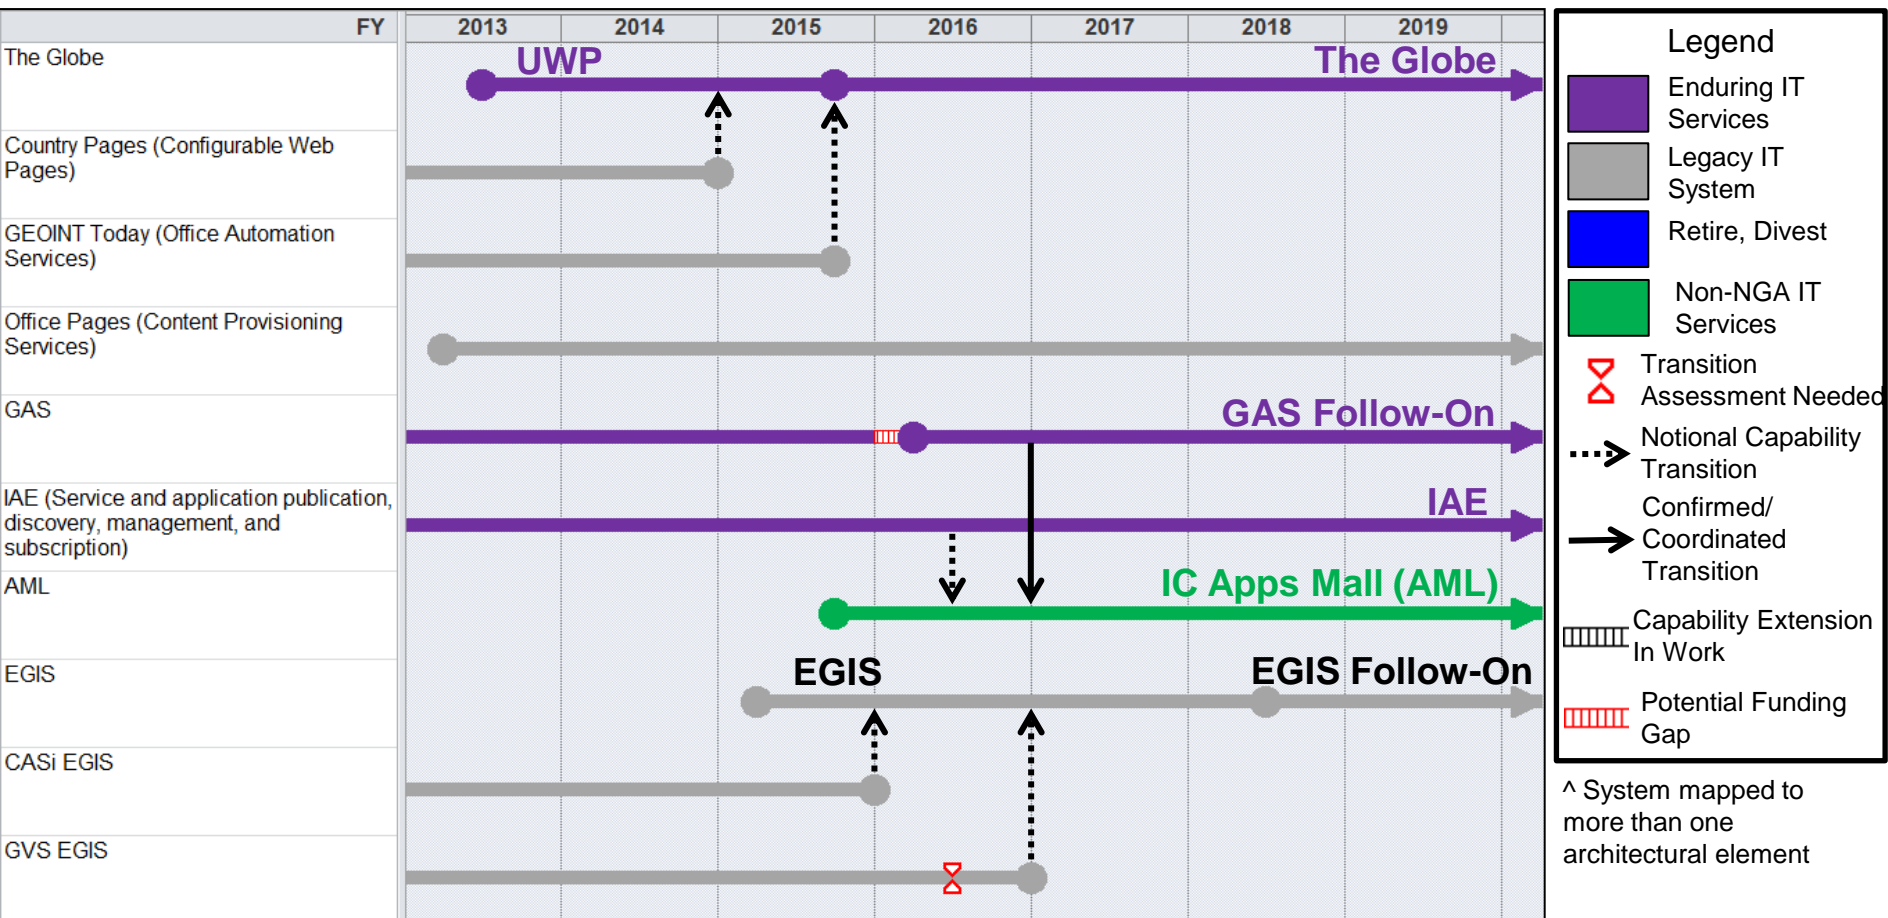 FY 2013 2014 2015 2016 2017 2018 2019
The Globe
UWP
The Globe
Country Pages (Configurable Web
Pages)
GEOINT Today (Office Automation
Services)
Office Pages (Content Provisioning
Services)
GAS
GAS Follow-On
IAE (Service and application publication,
discovery, management, and
subscription)
IAE
AML
IC Apps Mall (AML)
EGIS
EGIS
EGIS Follow-On
CASi EGIS
GVS EGIS
Legend
Enduring IT
Services
Legacy IT
System
Retire, Divest
Non-NGA IT
Services
Transition
Assessment Needed
Notional Capability
Transition
Confirmed/
Coordinated
Transition
Capability Extension
In Work
Potential Funding
Gap
^ System mapped to
more than one
architectural element